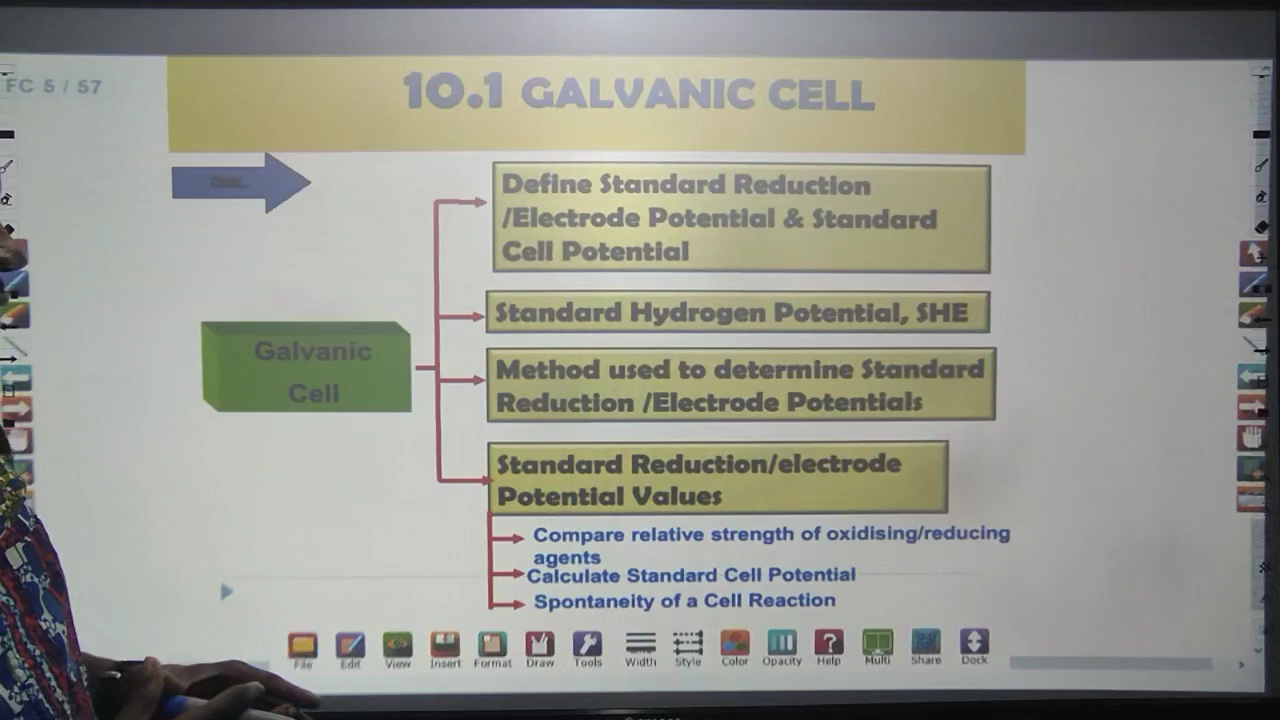 FC 5 / 57
10.1 GALVANIC CELL
Define Standard Reduction
/Electrode Potential & Standard
Cell Potential
Standard Hydrogen Potential, SHE
Galvanic
Cell
Method used to determine Standard
Reduction /Electrode Potentials
Standard Reduction/electrode
Potential Values
Compare relative strength of oxidising/reducing
agents
Calculate Standard Cell Potential
Spontaneity of a Cell Reaction
File Edit View Insert Format Draw Tools Width Style Color Opacity Help Multi Share Dock